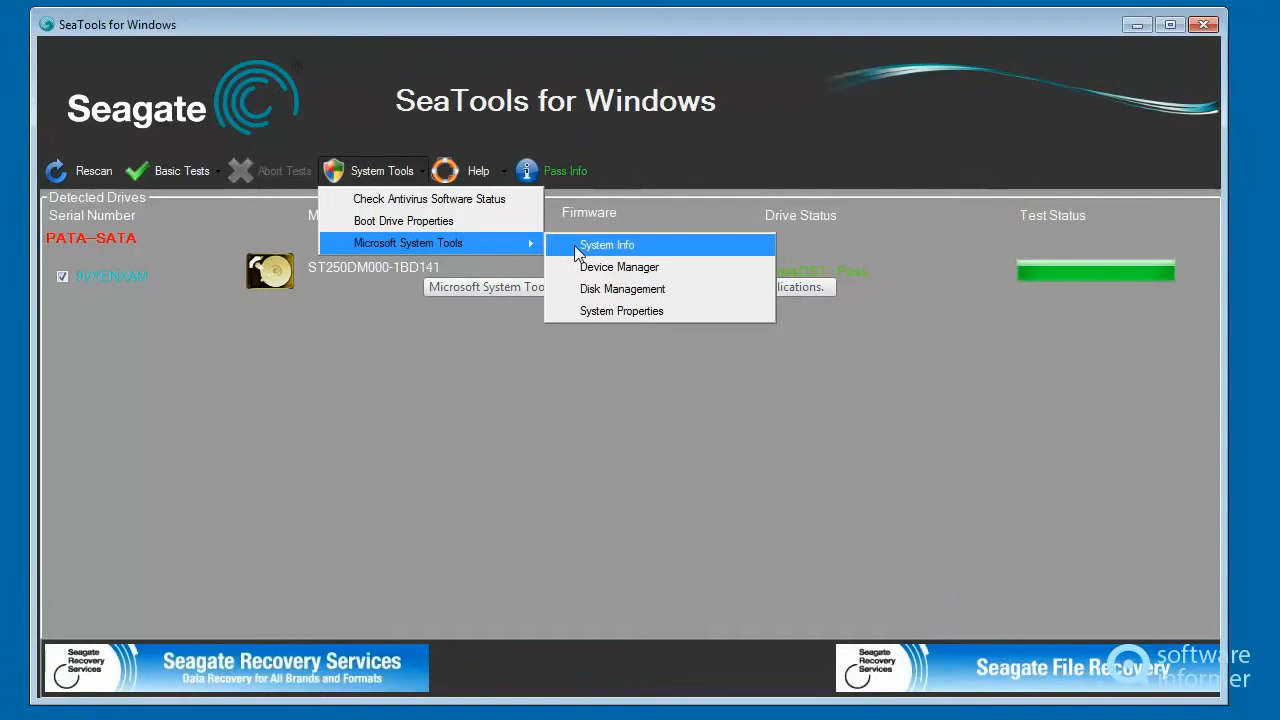 SeaTools for Windows
Seagate
SeaTools for Windows
Rescan
Basic Tests
Abort Tests
System Tools
Help
Pass Info
Detected Drives
Serial Number
M
Firmware
Drive Status
Test Status
Check Antivirus Software Status
Boot Drive Properties
Microsoft System Tools
System Info
Device Manager
Disk Management
System Properties
PATA-SATA
9VYENXAM
ST250DM000-1BD141
DST - Pass
Microsoft System Too
lications.
Seagate
Recovery
Services
Seagate Recovery Services
Data Recovery for All Brands and Formats
Seagate
Recovery
Services
Seagate File Recovery
software
informer